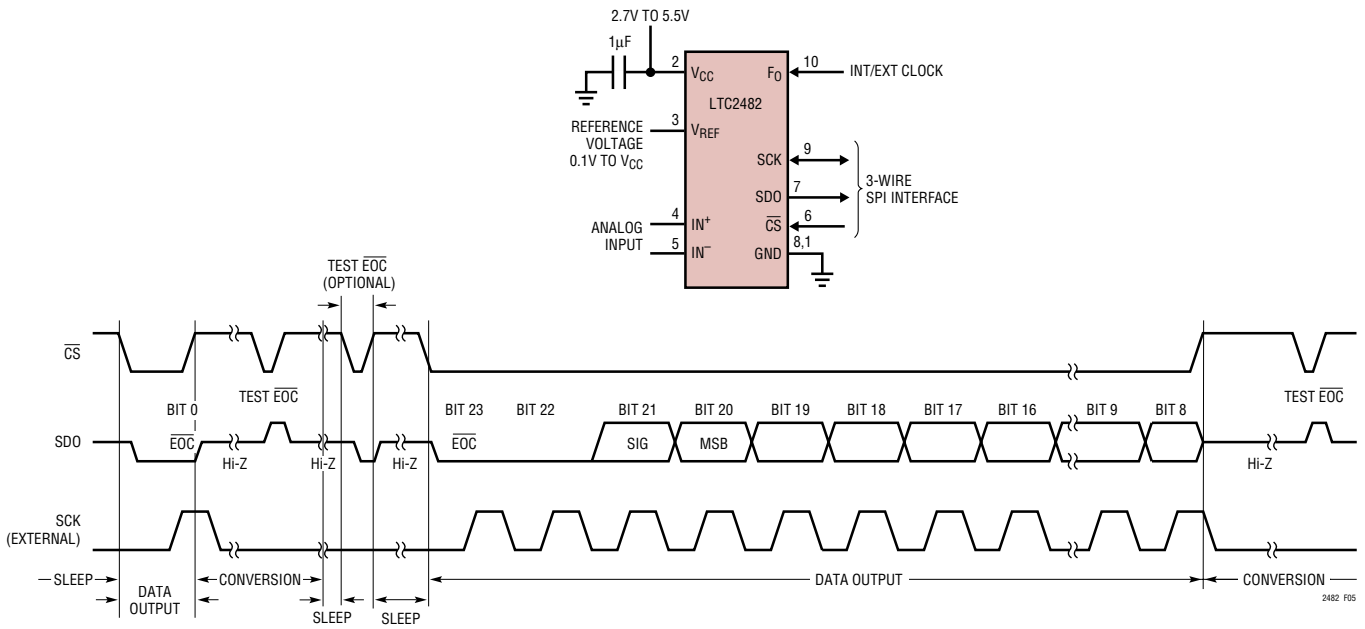 2.7V TO 5.5V
1µF
2
VCC
FO
10
INT/EXT CLOCK
LTC2482
REFERENCE
VOLTAGE
0.1V TO VCC
3
VREF
SCK
9
SDO
7
3-WIRE
SPI INTERFACE
ANALOG
INPUT
4
IN+
CS
6
5
IN−
GND
8,1
TEST EOC
(OPTIONAL)
CS
TEST EOC
TEST EOC
BIT 0
BIT 23
BIT 22
BIT 21
BIT 20
BIT 19
BIT 18
BIT 17
BIT 16
BIT 9
BIT 8
SDO
EOC
EOC
SIG
MSB
Hi-Z
Hi-Z
Hi-Z
Hi-Z
SCK
(EXTERNAL)
SLEEP
DATA
OUTPUT
CONVERSION
SLEEP
SLEEP
DATA OUTPUT
CONVERSION
2482 F05